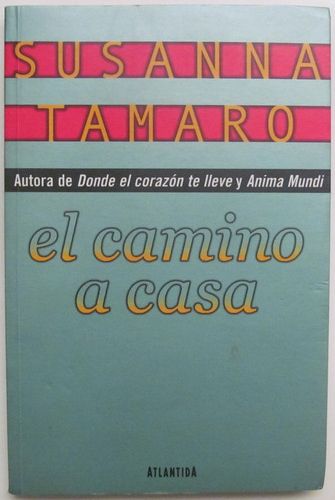 SUSANNA
TAMARO
Autora de Donde el corazón te lleve y Anima Mundi
el camino
a casa
ATLANTIDA